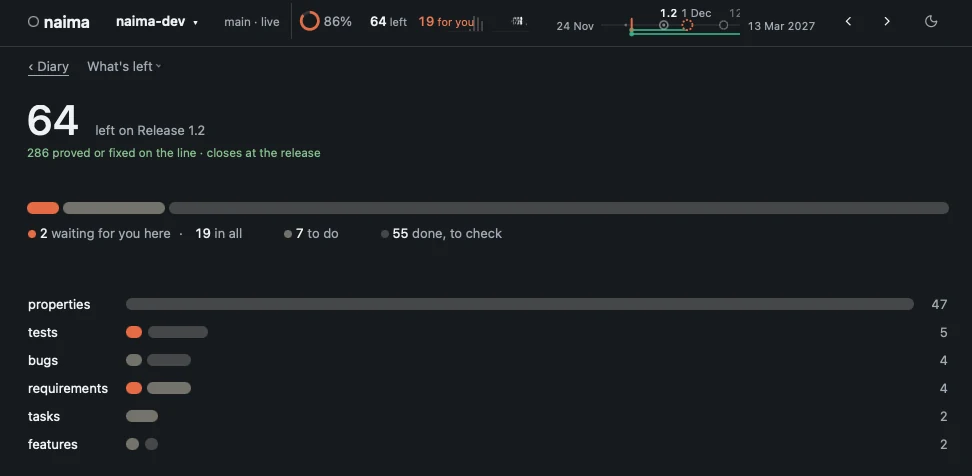 naima naima-dev main · live 86% 64 left 19 for you 24 Nov 1.2 1 Dec 12 13 Mar 2027
‹ Diary What's left
64 left on Release 1.2
286 proved or fixed on the line · closes at the release
2 waiting for you here · 19 in all 7 to do 55 done, to check
properties 47
tests 5
bugs 4
requirements 4
tasks 2
features 2